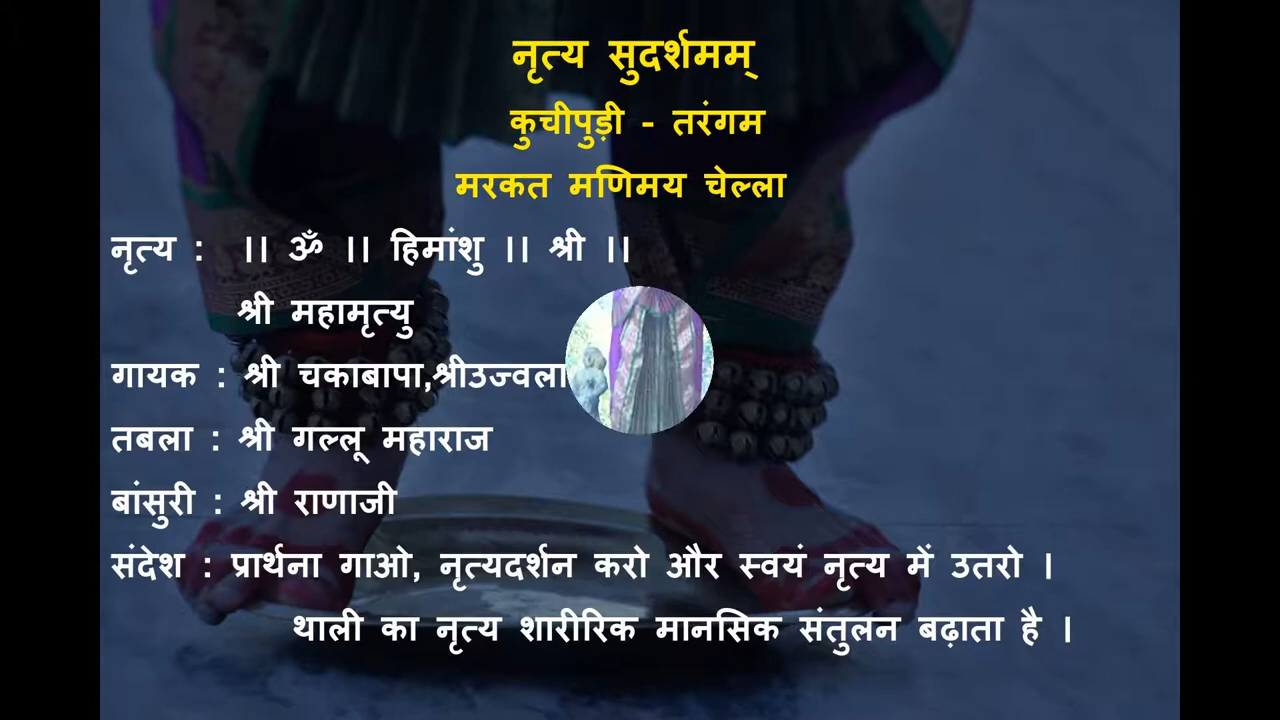 नृत्य सुदर्शमम्
कुचीपुड़ी - तरंगम
मरकत मणिमय चेल्ला
नृत्य : ।। ॐ ।। हिमांशु ।। श्री ।।
श्री महामृत्यु
गायक : श्री चकाबापा,श्रीउज्वला
तबला : श्री गल्लू महाराज
बांसुरी : श्री राणाजी
संदेश : प्रार्थना गाओ, नृत्यदर्शन करो और स्वयं नृत्य में उतरो ।
थाली का नृत्य शारीरिक मानसिक संतुलन बढ़ाता है ।